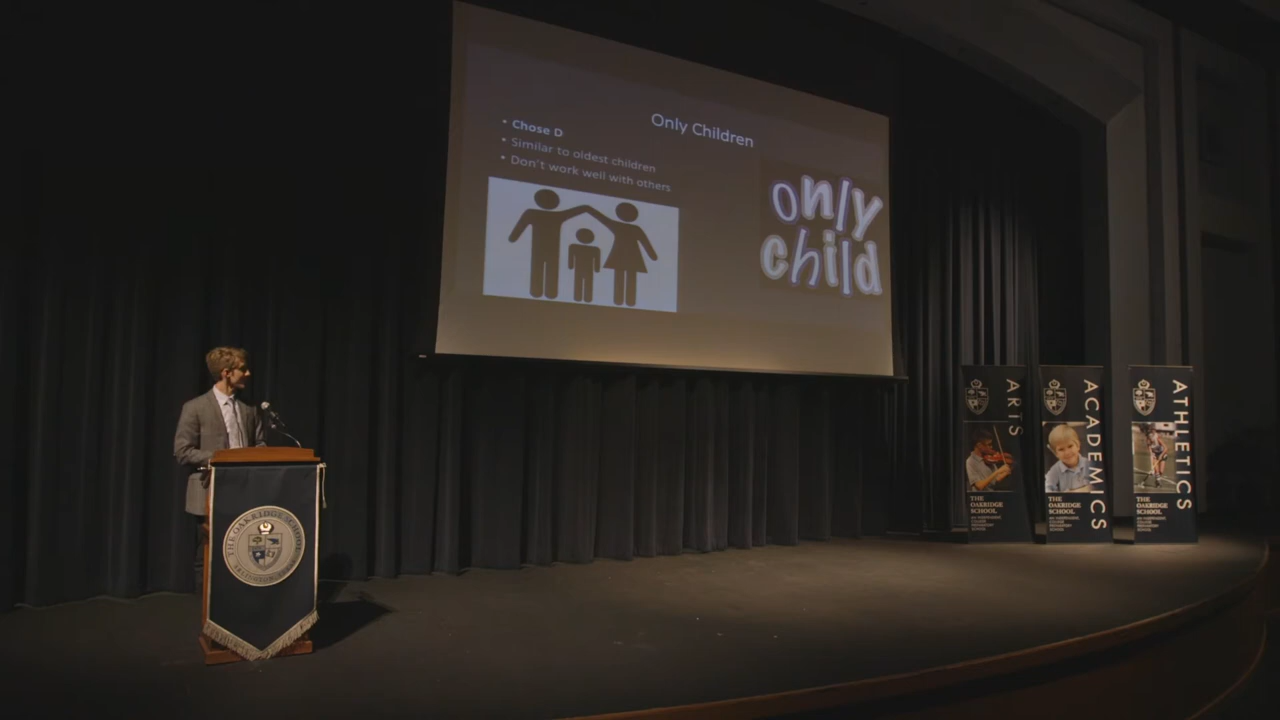 Only Children
• Chose D
• Similar to oldest children
• Don't work well with others
only
child
THE OAKRIDGE SCHOOL
ARTS
THE
OAKRIDGE
SCHOOL
ACADEMICS
THE
OAKRIDGE
SCHOOL
ATHLETICS
THE
OAKRIDGE
SCHOOL